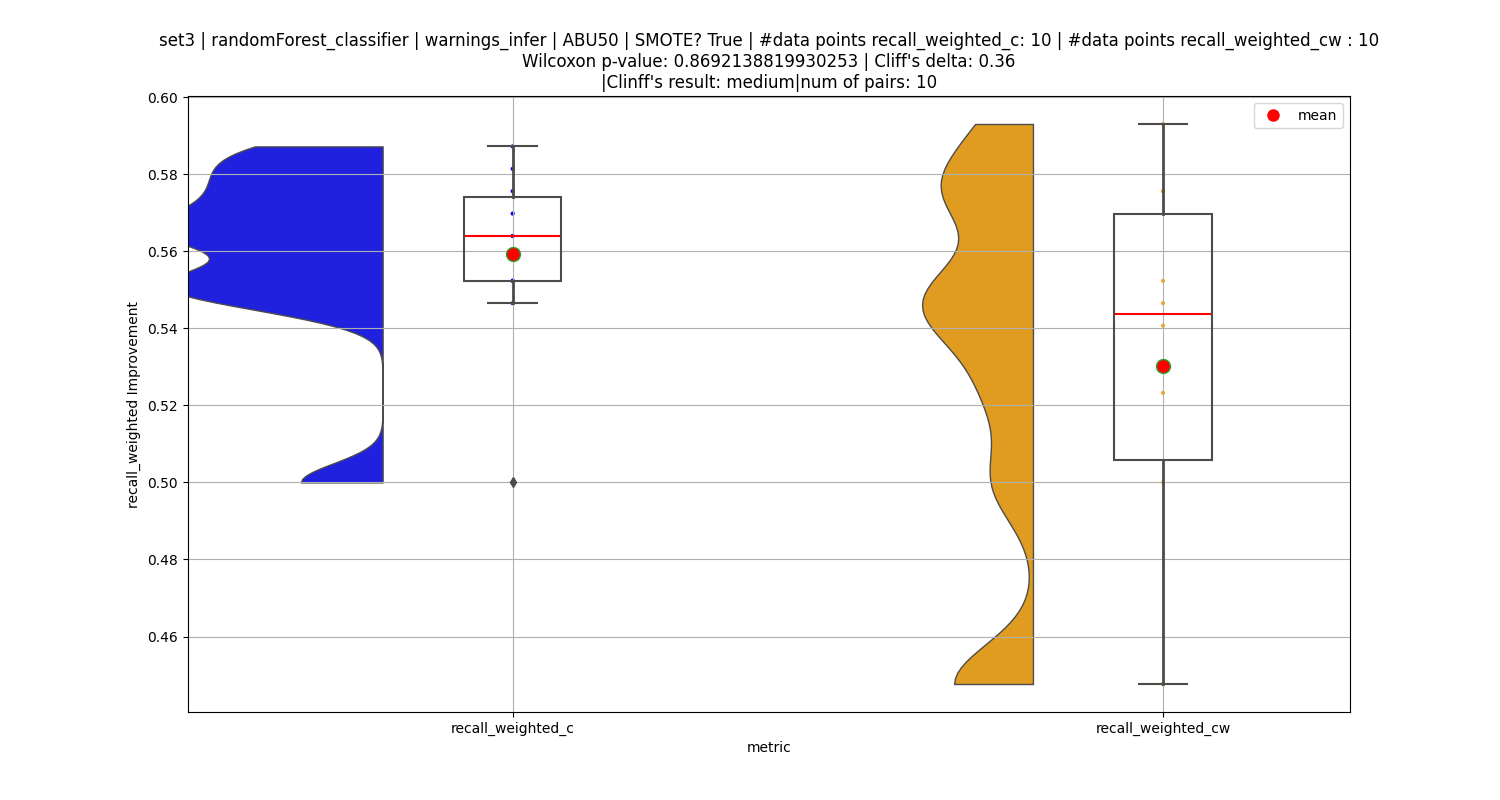 set3 | randomForest_classifier | warnings_infer | ABU50 | SMOTE? True | #data points recall_weighted_c: 10 | #data points recall_weighted_cw : 10
Wilcoxon p-value: 0.8692138819930253 | Cliff's delta: 0.36
|Clinff's result: medium|num of pairs: 10
mean
recall_weighted Improvement
0.60
0.58
0.56
0.54
0.52
0.50
0.48
0.46
recall_weighted_c
recall_weighted_cw
metric